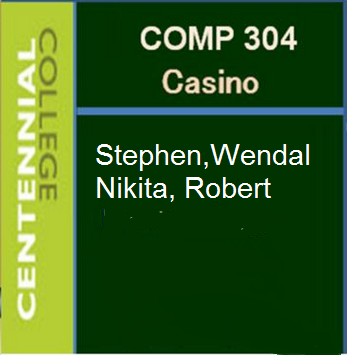 CENTENNIAL
COLLEGE
COMP 304
Casino
Stephen,Wendal
Nikita, Robert